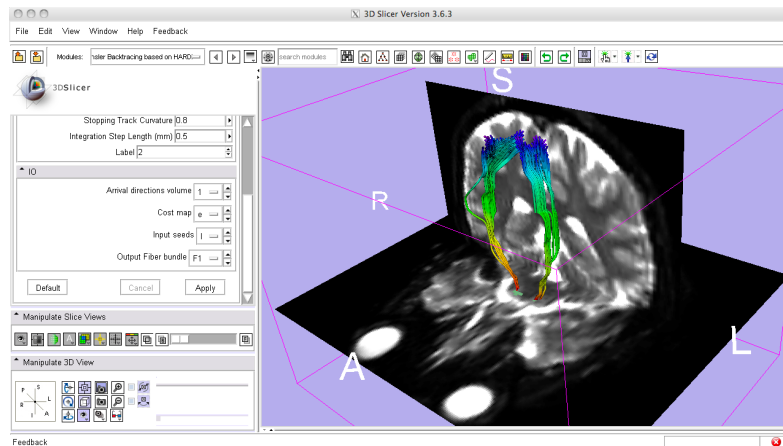 3D Slicer Version 3.6.3
File Edit View Window Help Feedback
Modules: nsler Backtracing based on HARDI search modules
3DSlicer
Stopping Track Curvature 0.8
Integration Step Length (mm) 0.5
Label 2
IO
Arrival directions volume 1
Cost map e
Input seeds I
Output Fiber bundle F1
Default Cancel Apply
Manipulate Slice Views
Manipulate 3D View
P S
R L
I A
S
R
A
L
Feedback